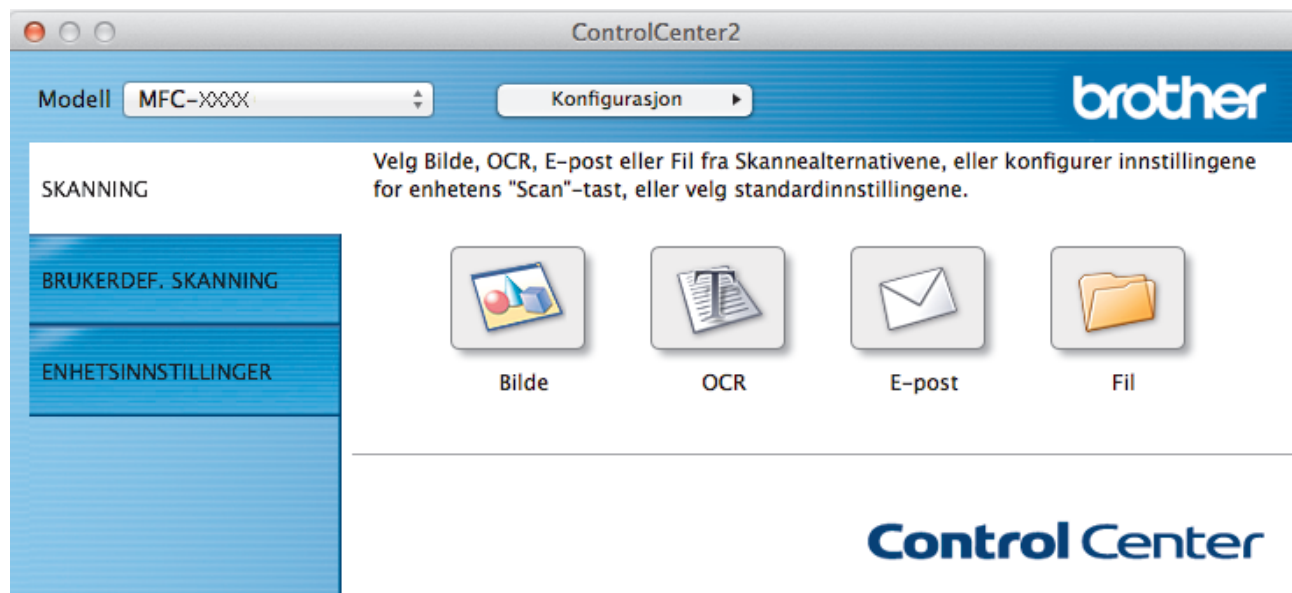 ControlCenter2
Modell MFC-XXXX Konfigurasjon brother
SKANNING
BRUKERDEF. SKANNING
ENHETSINNSTILLINGER
Velg Bilde, OCR, E-post eller Fil fra Skannealternativene, eller konfigurer innstillingene
for enhetens "Scan"-tast, eller velg standardinnstillingene.
Bilde OCR E-post Fil
Control Center